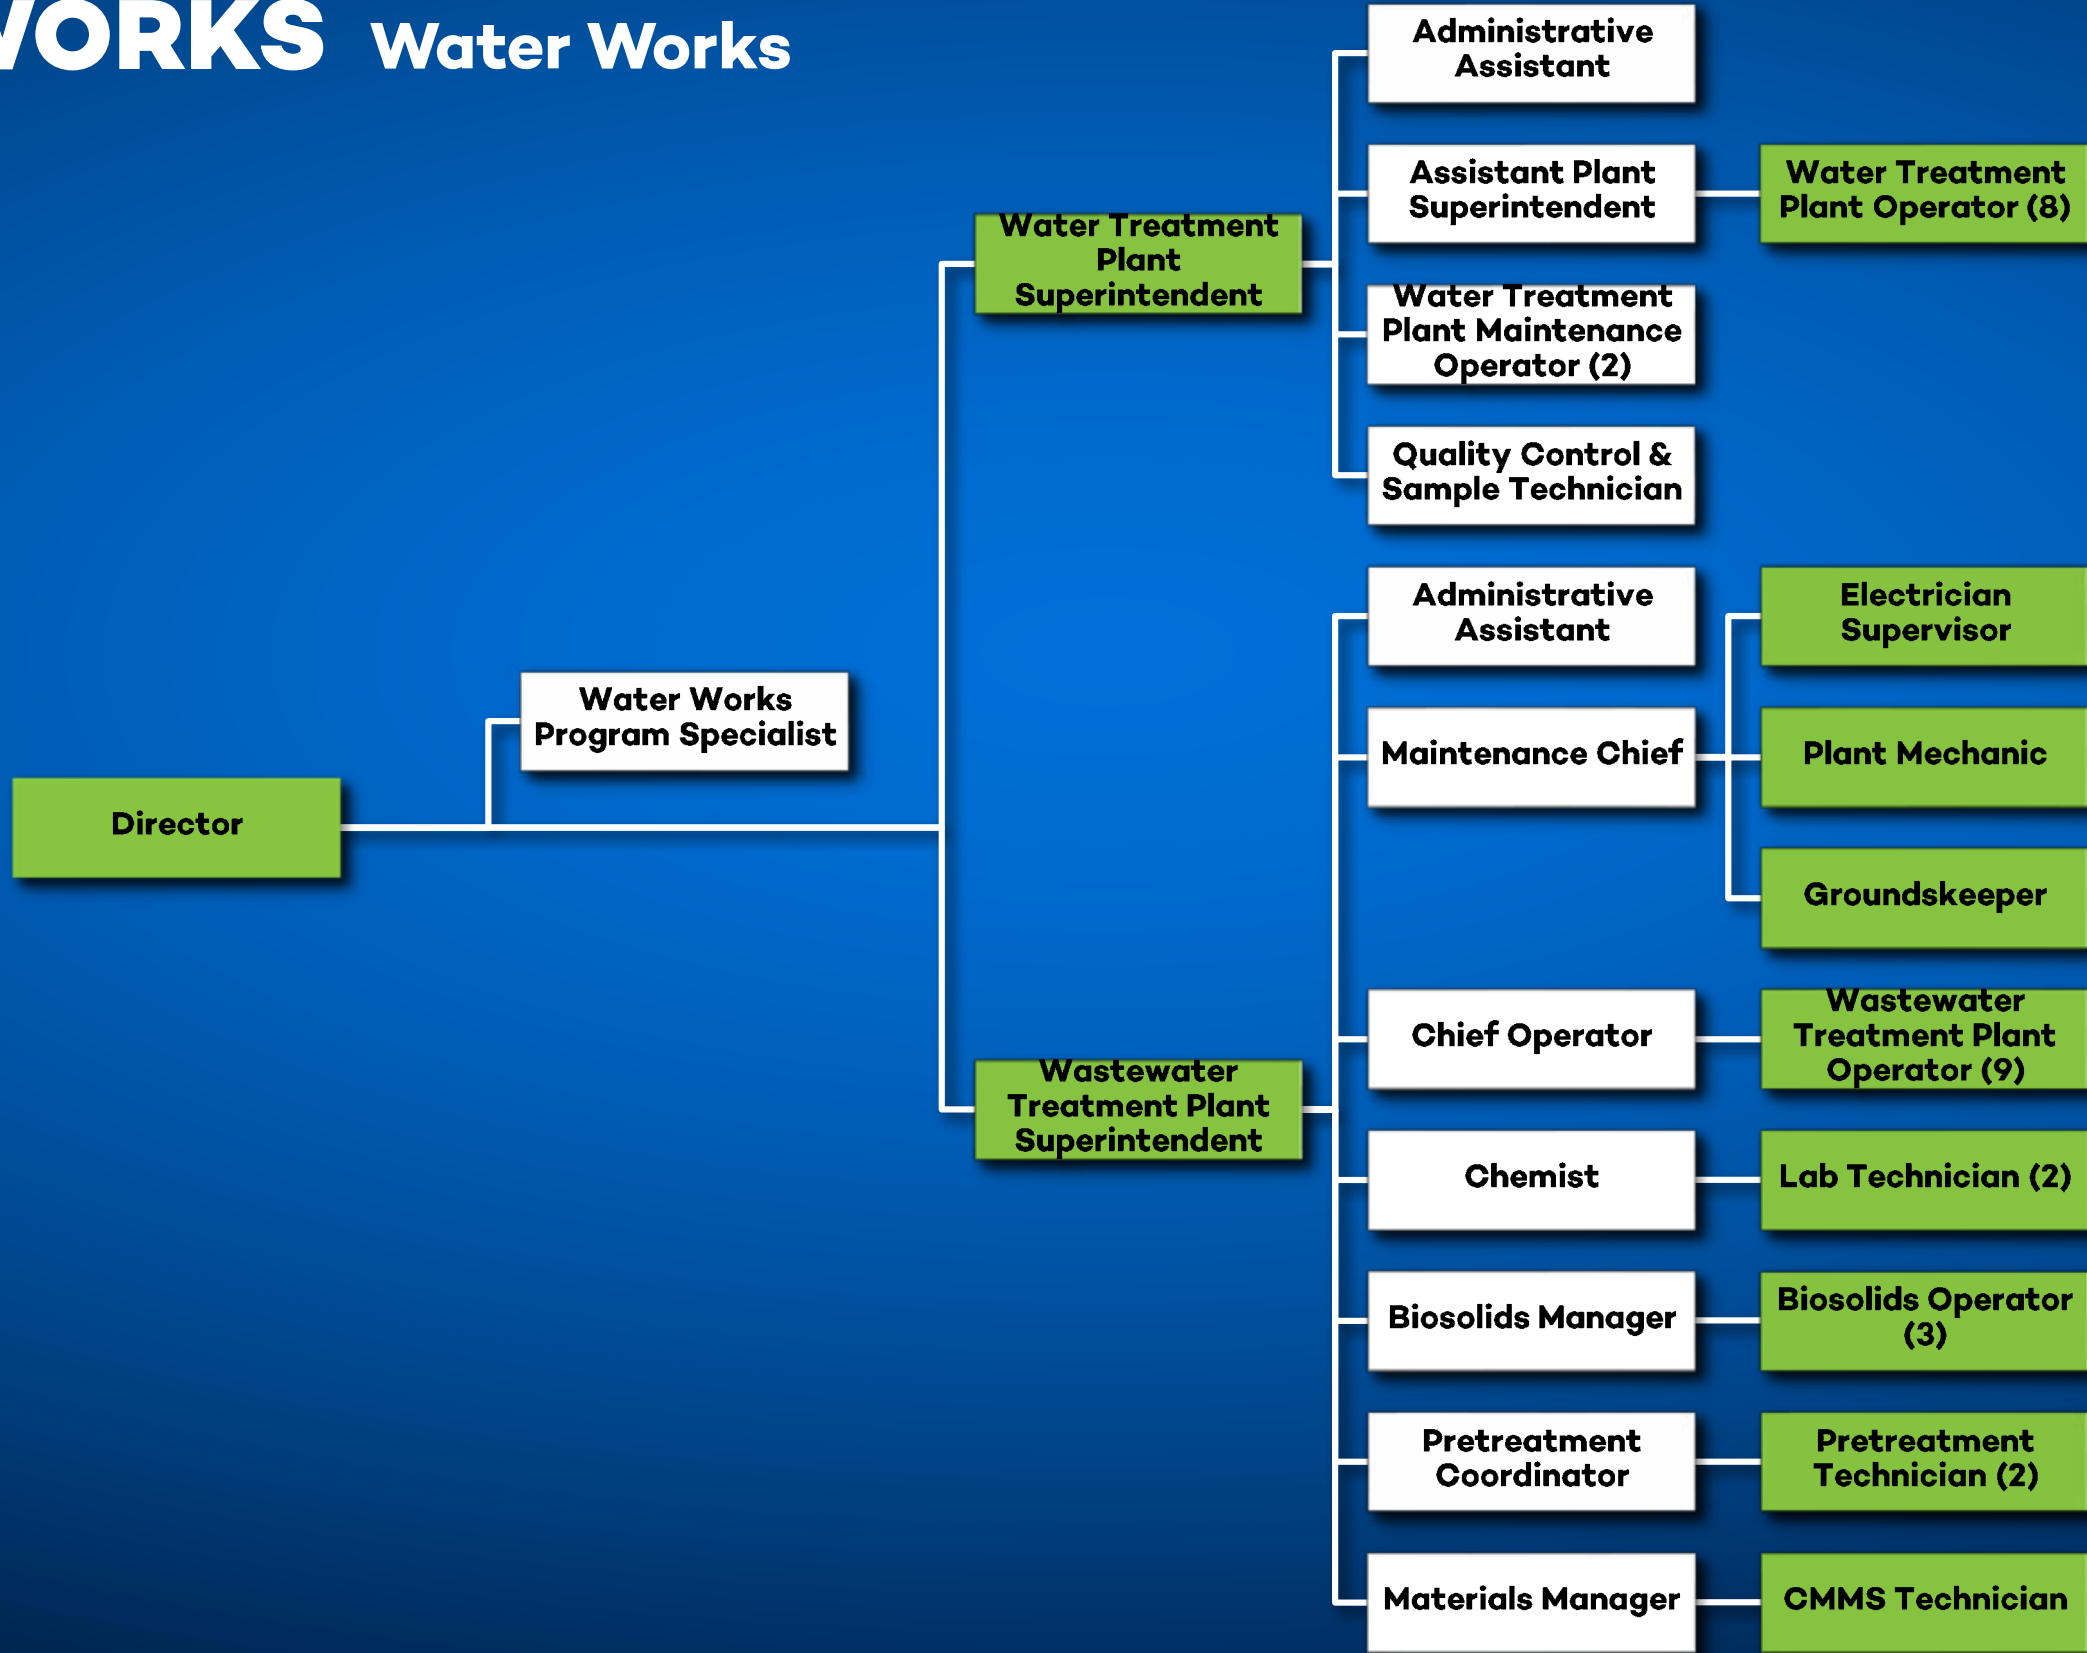 WORKS Water Works
Administrative
Assistant
Assistant Plant
Superintendent
Water Treatment
Plant Operator (8)
Water Treatment
Plant
Superintendent
Water Treatment
Plant Maintenance
Operator (2)
Quality Control &
Sample Technician
Administrative
Assistant
Electrician
Supervisor
Water Works
Program Specialist
Maintenance Chief
Plant Mechanic
Director
Groundskeeper
Chief Operator
Wastewater
Treatment Plant
Operator (9)
Wastewater
Treatment Plant
Superintendent
Chemist
Lab Technician (2)
Biosolids Manager
Biosolids Operator
(3)
Pretreatment
Coordinator
Pretreatment
Technician (2)
Materials Manager
CMMS Technician